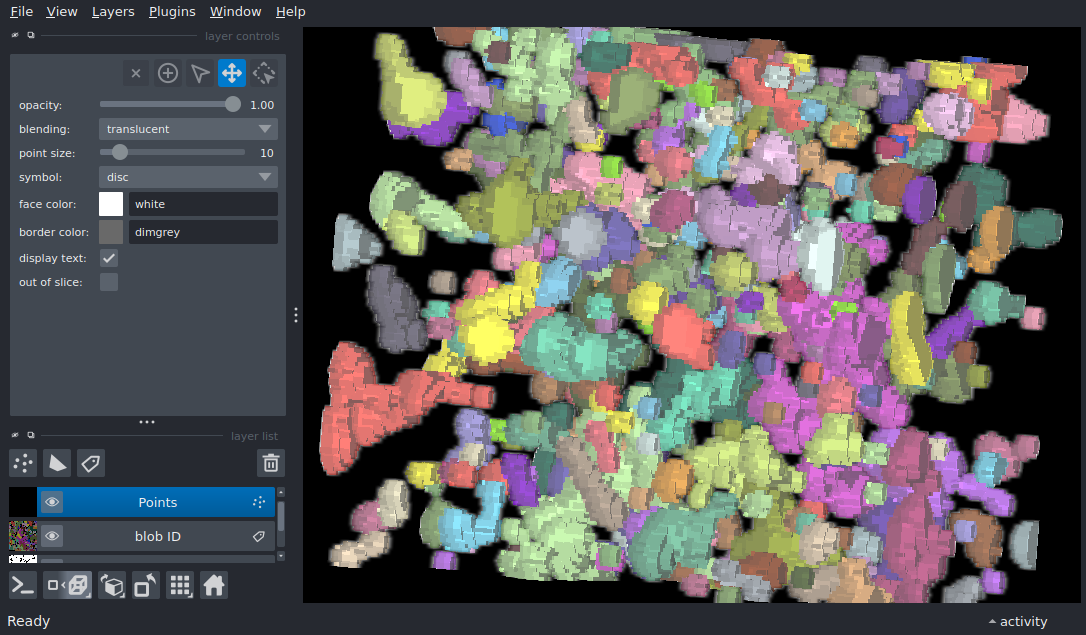 File View Layers Plugins Window Help
layer controls
opacity: 1.00
blending: translucent
point size: 10
symbol: disc
face color: white
border color: dimgrey
display text:
out of slice:
layer list
Points
blob ID
Ready
activity